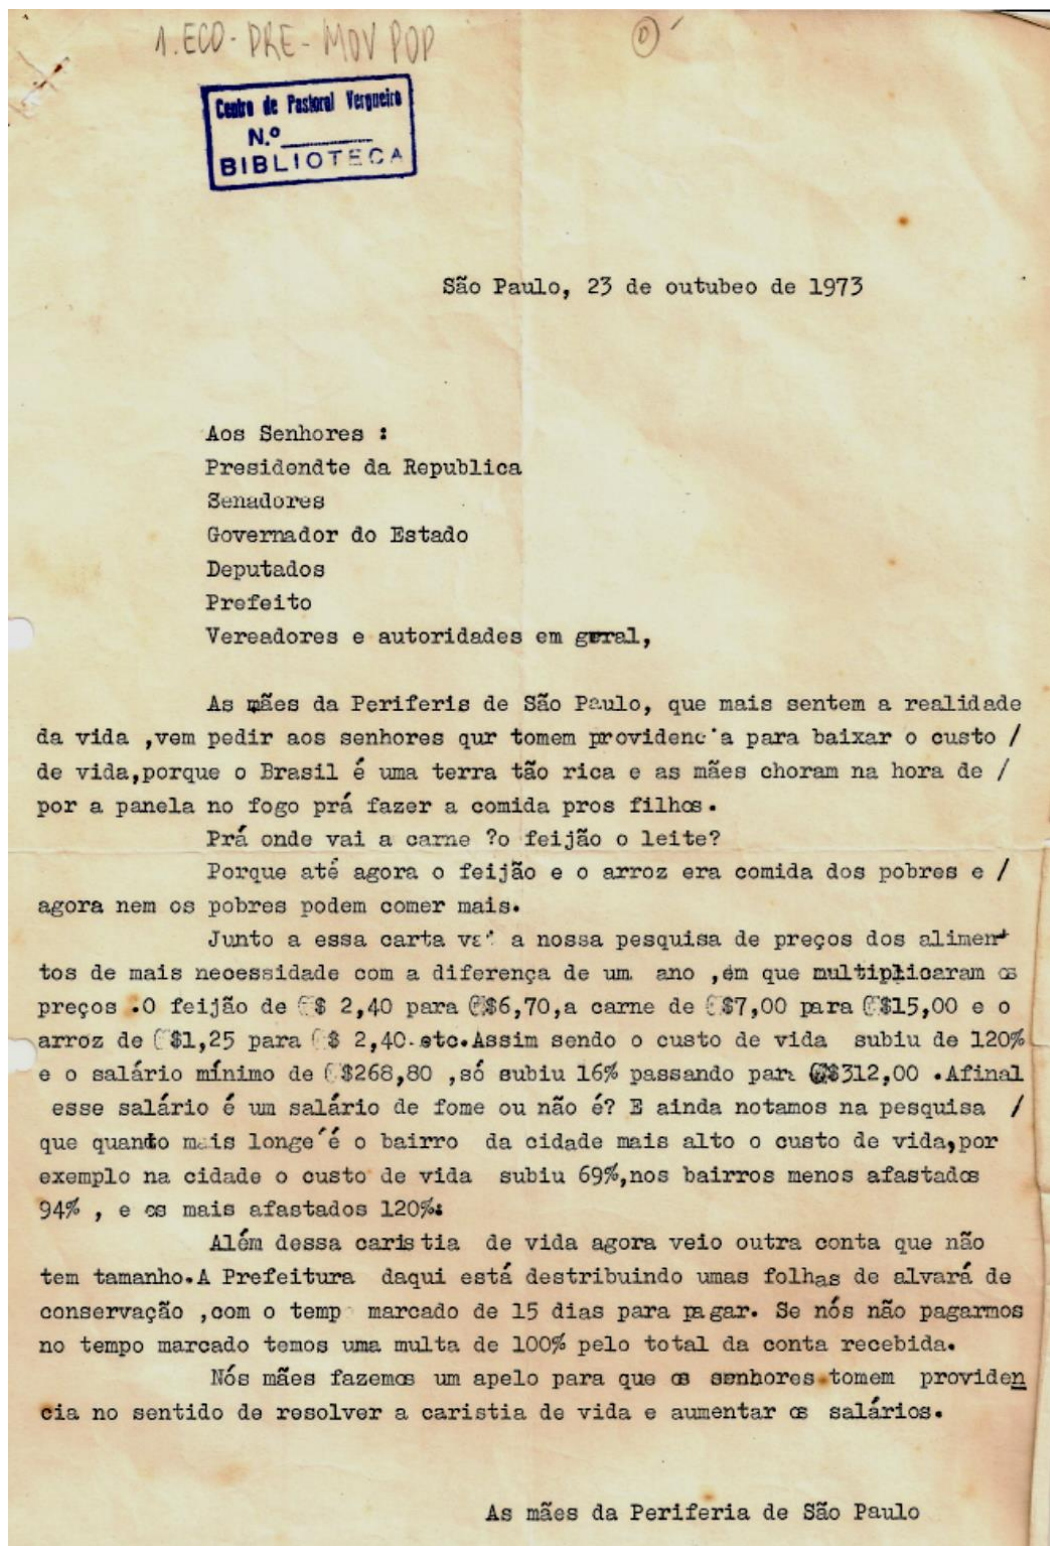 1. ECO - PRE - MOV POP
Centro de Pastoral Vergueiro
N.º
BIBLIOTECA
São Paulo, 23 de outubeo de 1973
Aos Senhores :
Presidendte da Republica
Senadores
Governador do Estado
Deputados
Prefeito
Vereadores e autoridades em geral,
As mães da Periferis de São Paulo, que mais sentem a realidade
da vida ,vem pedir aos senhores qur tomem providenc'a para baixar o custo /
de vida,porque o Brasil é uma terra tão rica e as mães choram na hora de /
por a panela no fogo prá fazer a comida pros filhos.
Prá onde vai a carne ?o feijão o leite?
Porque até agora o feijão e o arroz era comida dos pobres e /
agora nem os pobres podem comer mais.
Junto a essa carta va' a nossa pesquisa de preços dos alimen
tos de mais necessidade com a diferença de um ano ,em que multiplicaram os
preços .O feijão de C$ 2,40 para C$6,70,a carne de C$7,00 para C$15,00 e o
arroz de C$1,25 para C$ 2,40.etc.Assim sendo o custo de vida subiu de 120%
e o salário mínimo de C$268,80 ,só subiu 16% passando para C$312,00 .Afinal
esse salário é um salário de fome ou não é? E ainda notamos na pesquisa /
que quando mais longe'é o bairro da cidade mais alto o custo de vida,por
exemplo na cidade o custo de vida subiu 69%,nos bairros menos afastados
94% , e os mais afastados 120%:
Além dessa caristia de vida agora veio outra conta que não
tem tamanho.A Prefeitura daqui está destribuindo umas folhas de alvará de
conservação ,com o temp marcado de 15 dias para pagar. Se nós não pagarmos
no tempo marcado temos uma multa de 100% pelo total da conta recebida.
Nós mães fazemos um apelo para que os senhores tomem providen
cia no sentido de resolver a caristia de vida e aumentar os salários.
As mães da Periferia de São Paulo